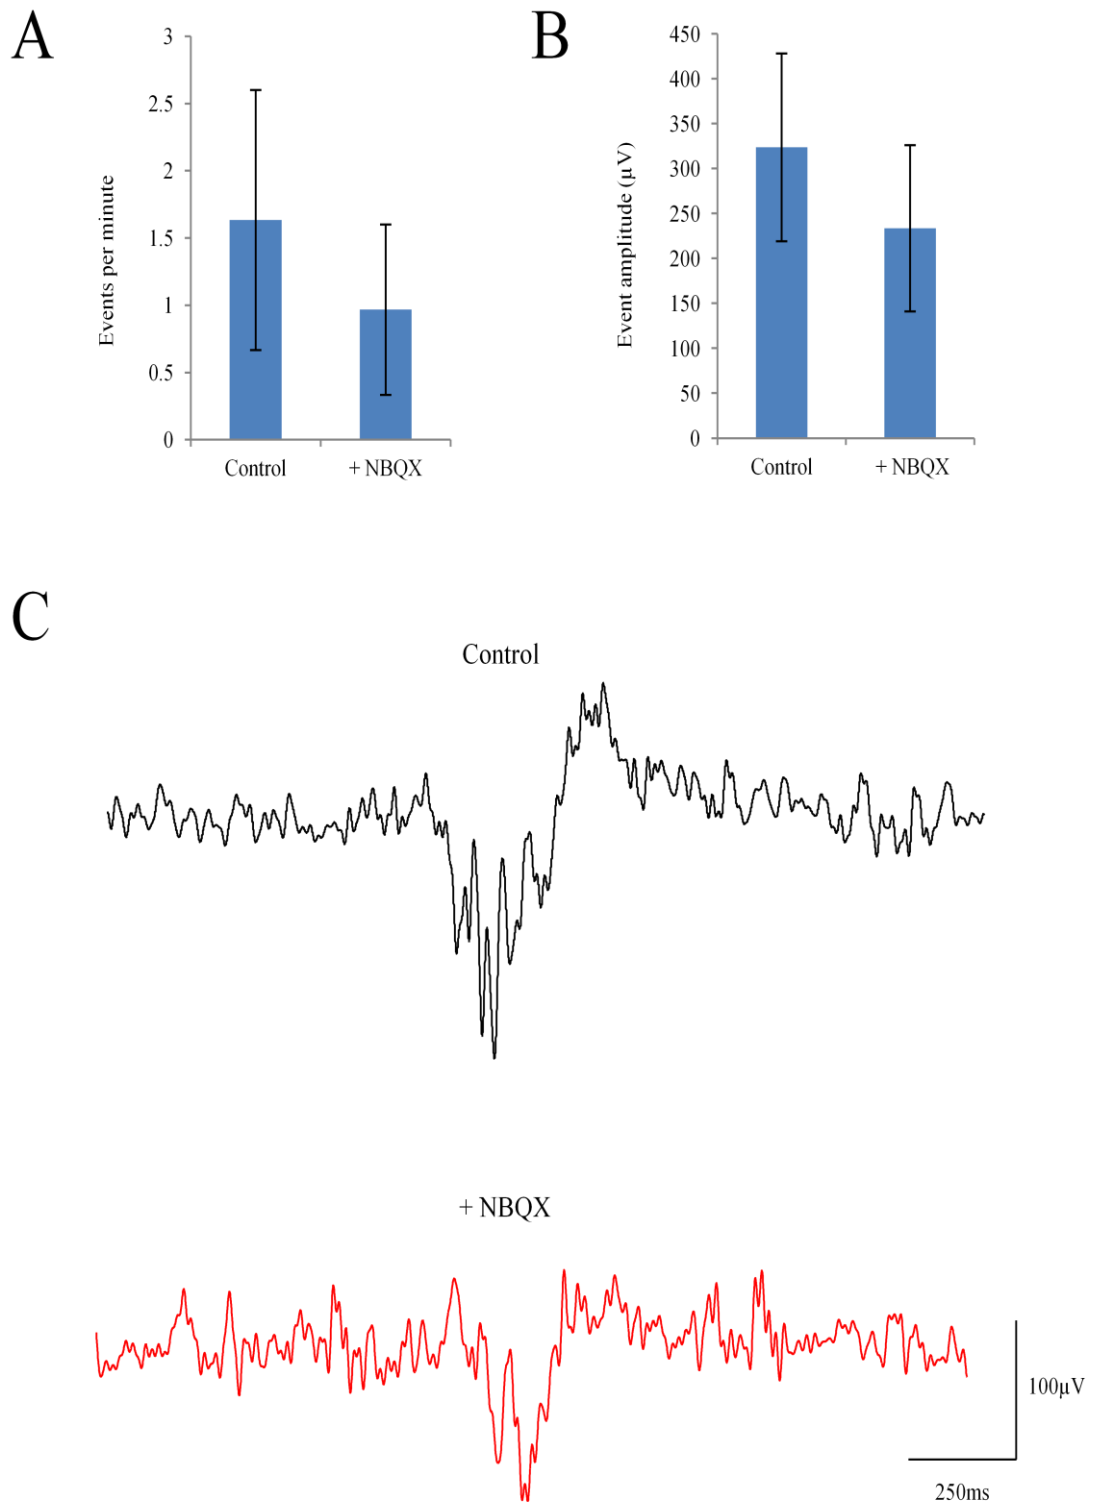 A
3
2.5
2
1.5
1
0.5
0
Events per minute
Control
+ NBQX
B
450
400
350
300
250
200
150
100
50
0
Event amplitude (µV)
Control
+ NBQX
C
Control
+ NBQX
100µV
250ms